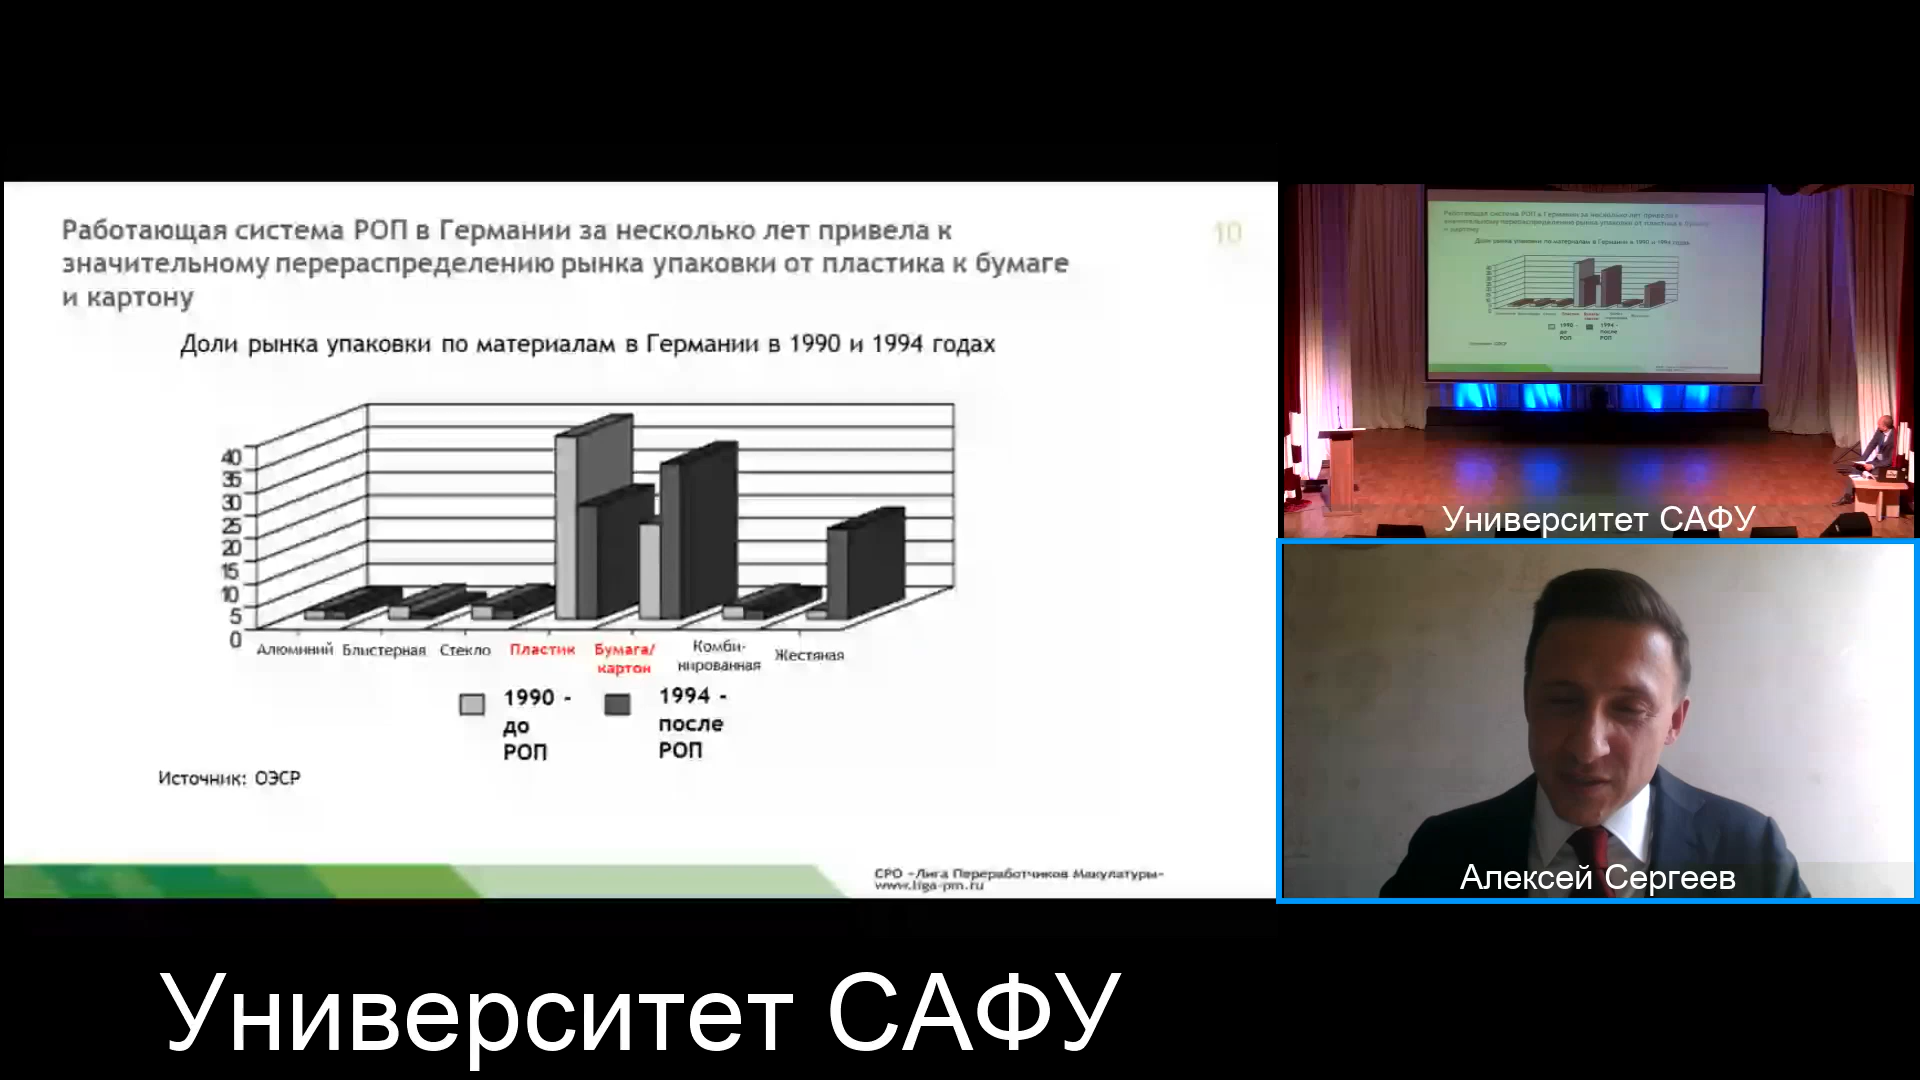 Работающая система РОП в Германии за несколько лет привела к
значительному перераспределению рынка упаковки от пластика к бумаге
и картону
10
Доли рынка упаковки по материалам в Германии в 1990 и 1994 годах
40
35
30
25
20
15
10
5
0
Алюминий Блистерная Стекло Пластик Бумага/ Комби- Жестяная
картон нированная
1990 - 1994 -
до после
РОП РОП
Источник: ОЭСР
СРО «Лига Переработчиков Макулатуры»
www.liga-pm.ru
Университет САФУ
Алексей Сергеев
Университет САФУ